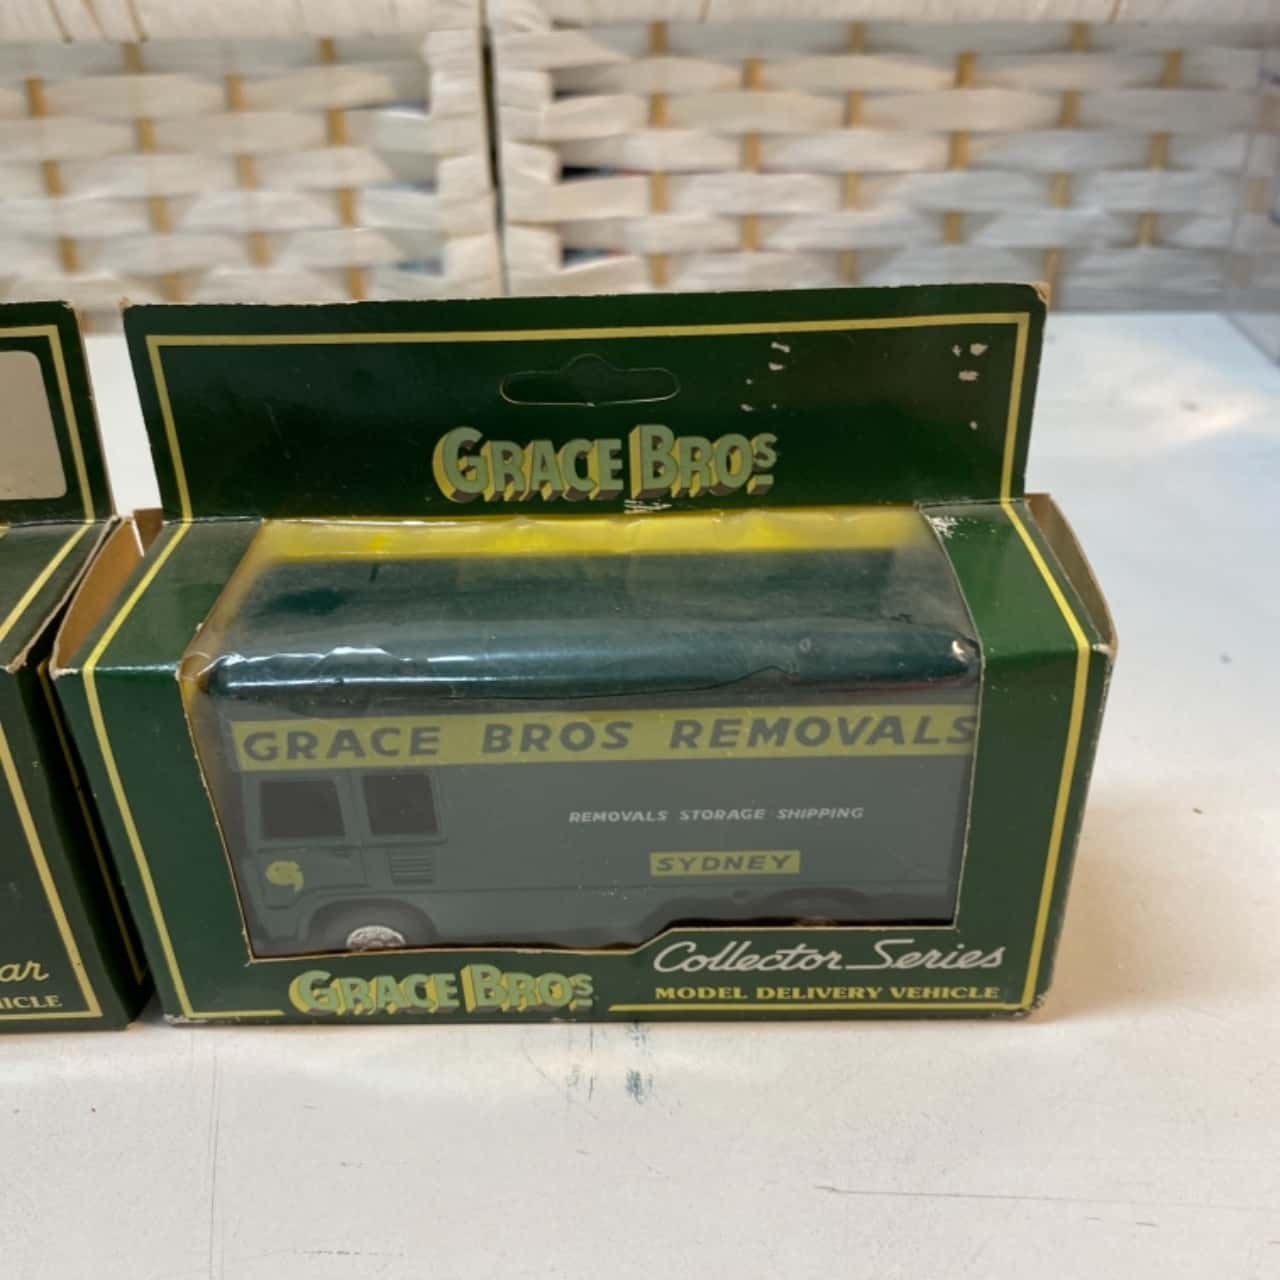 GRACE BROS
GRACE BROS REMOVALS
REMOVALS STORAGE SHIPPING
SYDNEY
GRACE BROS
Collector Series
MODEL DELIVERY VEHICLE